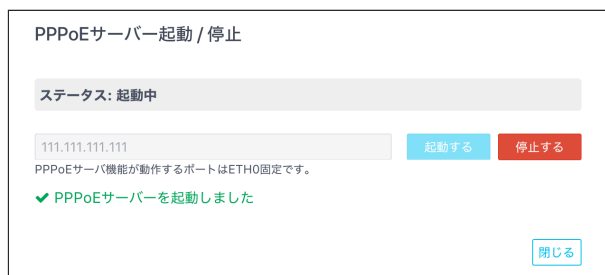 PPPoEサーバー起動 / 停止
ステータス: 起動中
111.111.111.111
起動する
停止する
PPPoEサーバ機能が動作するポートはETH0固定です。
✔ PPPoEサーバーを起動しました
閉じる